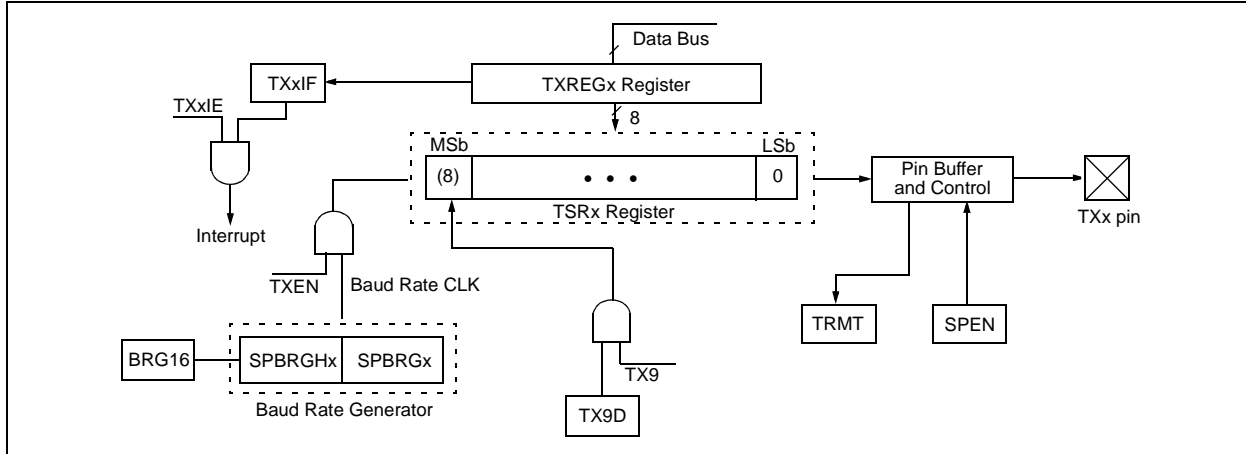 Data Bus
TXxIF
TXREGx Register
TXxIE
8
MSb
LSb
(8)
• • •
0
Pin Buffer
and Control
TSRx Register
TXx pin
Interrupt
TXEN
Baud Rate CLK
TRMT
SPEN
BRG16
SPBRGHx
SPBRGx
TX9
Baud Rate Generator
TX9D